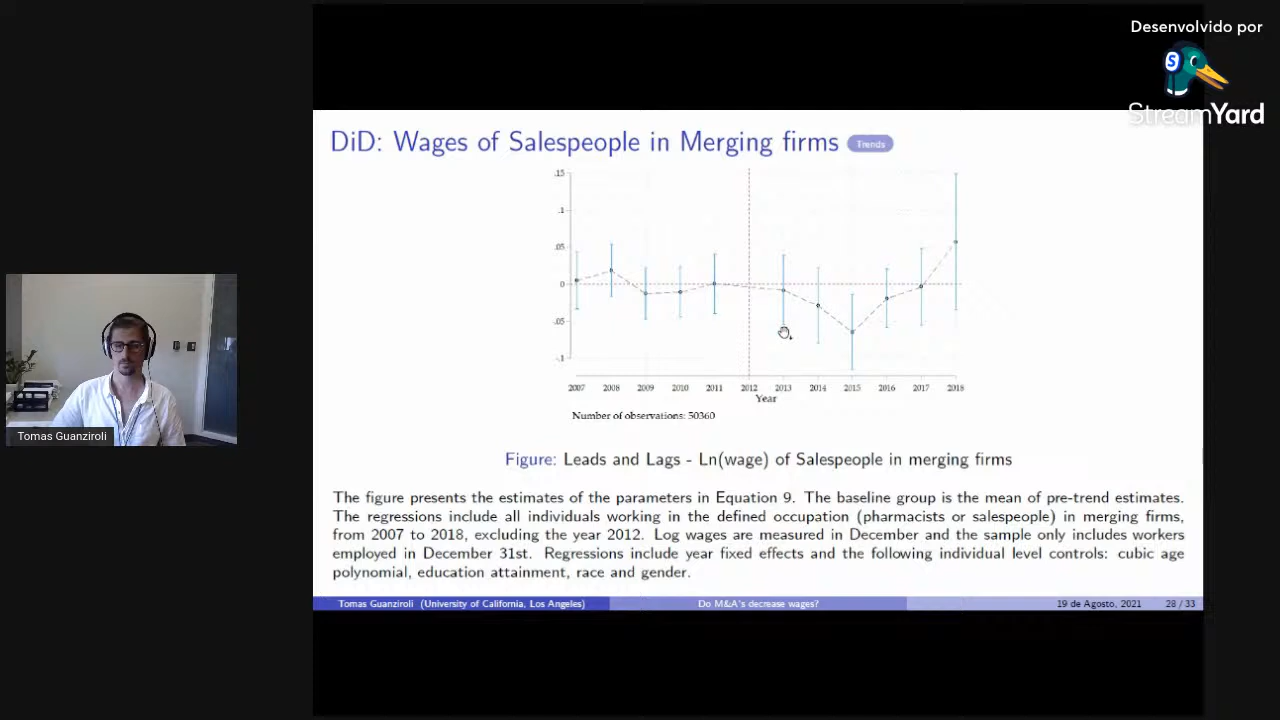 Desenvolvido por
S
StreamYard
DiD: Wages of Salespeople in Merging firms Trends
.15
.1
.05
0
.05
.1
2007 2008 2009 2010 2011 2012 2013 2014 2015 2016 2017 2018
Year
Number of observations: 50360
Tomas Guanziroli
Figure: Leads and Lags - Ln(wage) of Salespeople in merging firms
The figure presents the estimates of the parameters in Equation 9. The baseline group is the mean of pre-trend estimates.
The regressions include all individuals working in the defined occupation (pharmacists or salespeople) in merging firms,
from 2007 to 2018, excluding the year 2012. Log wages are measured in December and the sample only includes workers
employed in December 31st. Regressions include year fixed effects and the following individual level controls: cubic age
polynomial, education attainment, race and gender.
Tomas Guanziroli (University of California, Los Angeles) Do M&A's decrease wages? 19 de Agosto, 2021 28 / 33